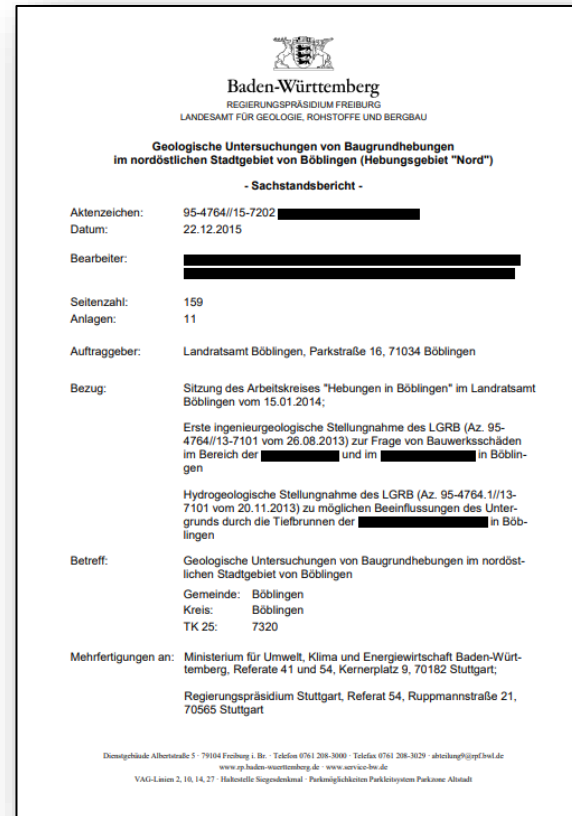 Baden-Württemberg
REGIERUNGSPRÄSIDIUM FREIBURG
LANDESAMT FÜR GEOLOGIE, ROHSTOFFE UND BERGBAU
Geologische Untersuchungen von Baugrundhebungen
im nordöstlichen Stadtgebiet von Böblingen (Hebungsgebiet "Nord")
- Sachstandsbericht -
Aktenzeichen: 95-4764//15-7202
Datum: 22.12.2015
Bearbeiter:
Seitenzahl: 159
Anlagen: 11
Auftraggeber: Landratsamt Böblingen, Parkstraße 16, 71034 Böblingen
Bezug: Sitzung des Arbeitskreises "Hebungen in Böblingen" im Landratsamt
Böblingen vom 15.01.2014;
Erste ingenieurgeologische Stellungnahme des LGRB (Az. 95-
4764//13-7101 vom 26.08.2013) zur Frage von Bauwerksschäden
im Bereich der und im in Böblin-
gen
Hydrogeologische Stellungnahme des LGRB (Az. 95-4764.1//13-
7101 vom 20.11.2013) zu möglichen Beeinflussungen des Unter-
grunds durch die Tiefbrunnen der in Böb-
lingen
Betreff: Geologische Untersuchungen von Baugrundhebungen im nordöst-
lichen Stadtgebiet von Böblingen
Gemeinde: Böblingen
Kreis: Böblingen
TK 25: 7320
Mehrfertigungen an: Ministerium für Umwelt, Klima und Energiewirtschaft Baden-Würt-
temberg, Referate 41 und 54, Kernerplatz 9, 70182 Stuttgart;
Regierungspräsidium Stuttgart, Referat 54, Ruppmannstraße 21,
70565 Stuttgart
Dienstgebäude Albertstraße 5 · 79104 Freiburg i. Br. · Telefon 0761 208-3000 · Telefax 0761 208-3029 · abteilung9@rpf.bwl.de
www.rp.baden-wuerttemberg.de · www.service-bw.de
VAG-Linien 2, 10, 14, 27 · Haltestelle Siegesdenkmal · Parkmöglichkeiten Parkleitsystem Parkzone Altstadt